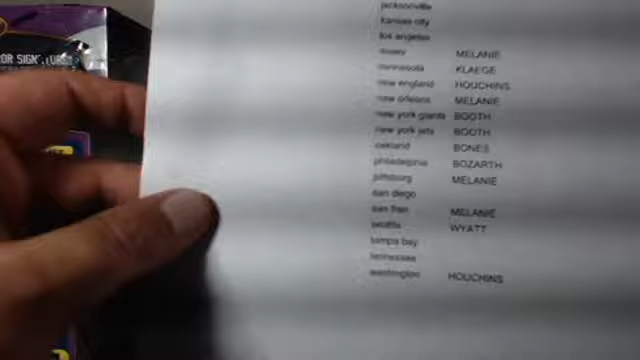 OR SIGNATURE
jacksonville
kansas city
los angeles
miami MELANIE
minnesota KLAEGE
new england HOUCHINS
new orleans MELANIE
new york giants BOOTH
new york jets BOOTH
oakland BONES
philadelphia BOZARTH
pittsburg MELANIE
san diego
san fran MELANIE
seattle WYATT
tampa bay
tennessee
washington HOUCHINS